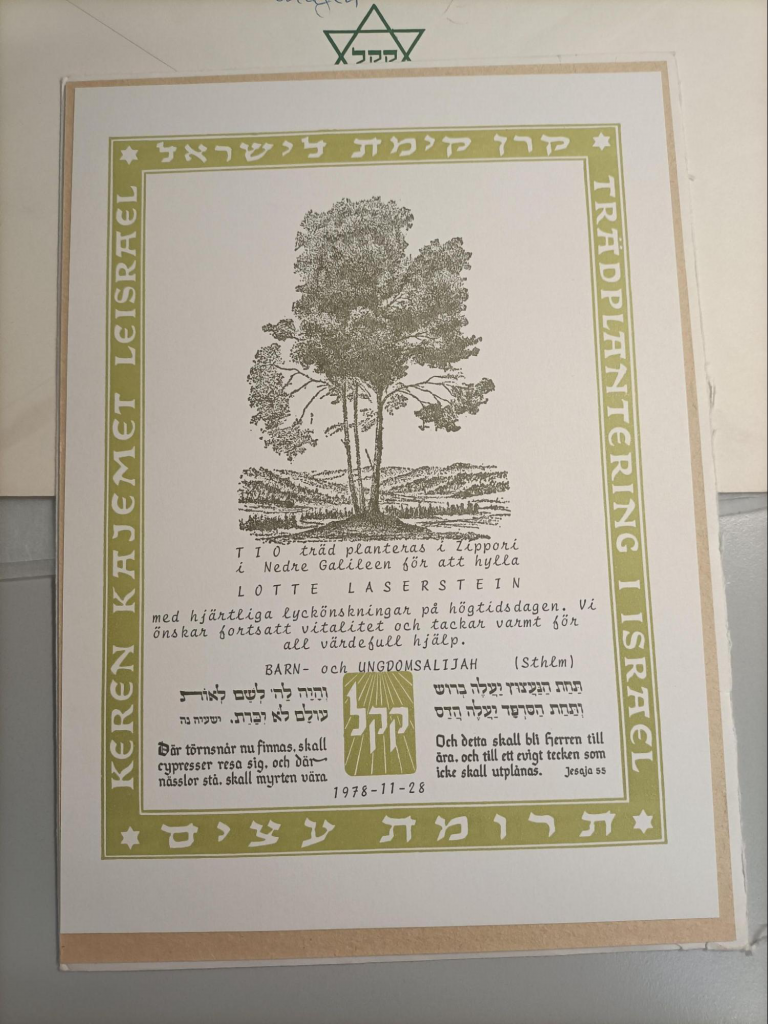 קקל
קרן קימת לישראל
KEREN KAJEMET LEISRAEL
TRÄDPLANTERING I ISRAEL
TIO träd planteras i Zippori
i Nedre Galileen för att hylla
LOTTE LASERSTEIN
med hjärtliga lyckönskningar på högtidsdagen. Vi
önskar fortsatt vitalitet och tackar varmt för
all värdefull hjälp.
BARN- och UNGDOMSALIJAH (Sthlm)
תַּחַת הַנַּעֲצוּץ יַעֲלֶה בְרוֹשׁ
וְתַחַת הַסִּרְפָּד יַעֲלֶה הֲדַס
וְהָיָה לַה׳ לְשֵׁם לְאוֹת
עוֹלָם לֹא יִכָּרֵת. ישעיה נה
קקל
Där törnsnår nu finnas, skall
cypresser resa sig, och där
nässlor stå, skall myrten vära
Och detta skall bli Herren till
ära, och till ett evigt tecken som
icke skall utplånas. Jesaja 55
1978-11-28
תרומת עצים